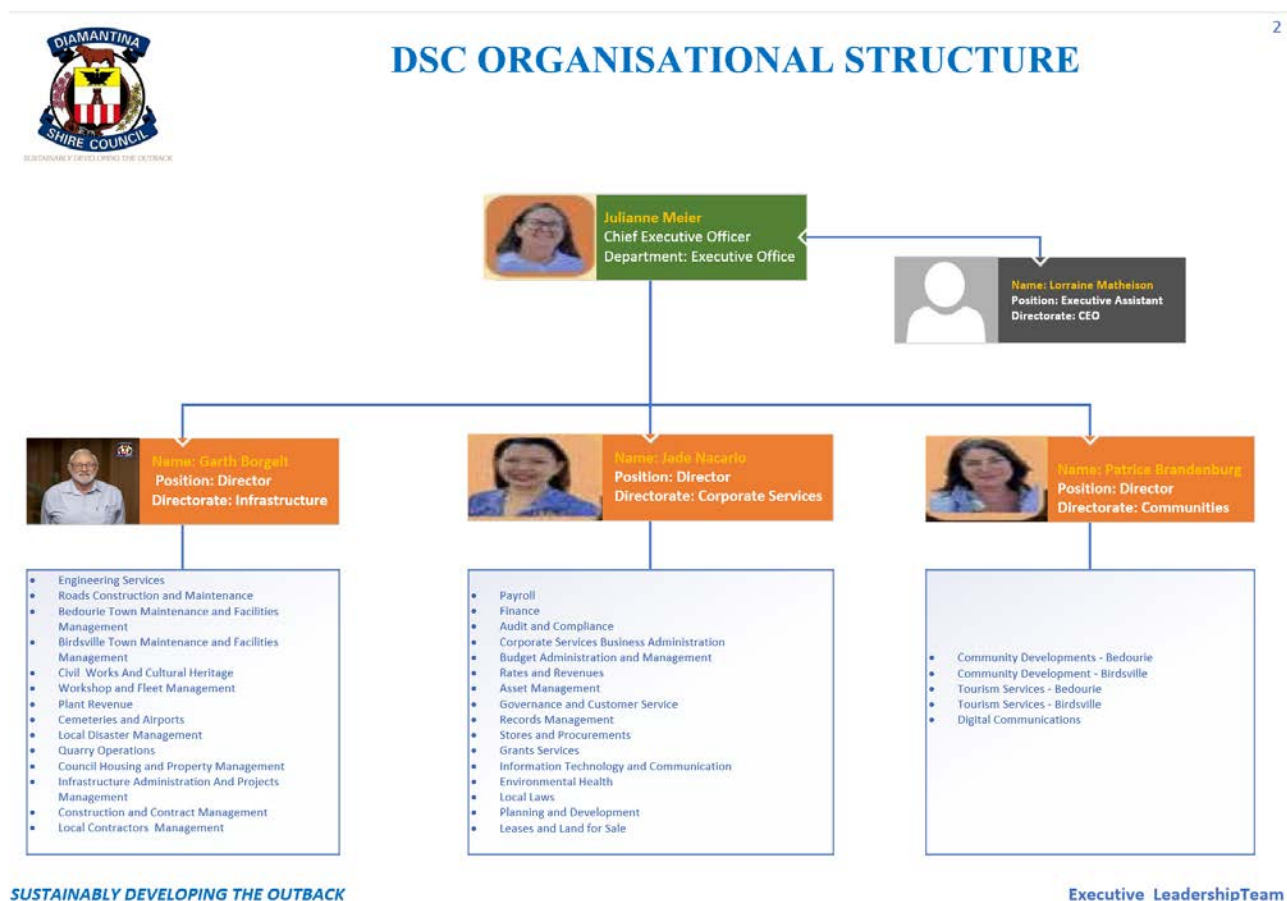 2
DIAMANTINA
SHIRE COUNCIL
SUSTAINABLY DEVELOPING THE OUTBACK
DSC ORGANISATIONAL STRUCTURE
Julianne Meier
Chief Executive Officer
Department: Executive Office
Name: Lorraine Matheison
Position: Executive Assistant
Directorate: CEO
Name: Garth Borgelt
Position: Director
Directorate: Infrastructure
Name: Jade Nacario
Position: Director
Directorate: Corporate Services
Name: Patrice Brandenburg
Position: Director
Directorate: Communities
• Engineering Services
• Roads Construction and Maintenance
• Bedourie Town Maintenance and Facilities
Management
• Birdsville Town Maintenance and Facilities
Management
• Civil Works And Cultural Heritage
• Workshop and Fleet Management
• Plant Revenue
• Cemeteries and Airports
• Local Disaster Management
• Quarry Operations
• Council Housing and Property Management
• Infrastructure Administration And Projects
Management
• Construction and Contract Management
• Local Contractors Management
• Payroll
• Finance
• Audit and Compliance
• Corporate Services Business Administration
• Budget Administration and Management
• Rates and Revenues
• Asset Management
• Governance and Customer Service
• Records Management
• Stores and Procurements
• Grants Services
• Information Technology and Communication
• Environmental Health
• Local Laws
• Planning and Development
• Leases and Land for Sale
• Community Developments - Bedourie
• Community Development - Birdsville
• Tourism Services - Bedourie
• Tourism Services - Birdsville
• Digital Communications
SUSTAINABLY DEVELOPING THE OUTBACK
Executive LeadershipTeam